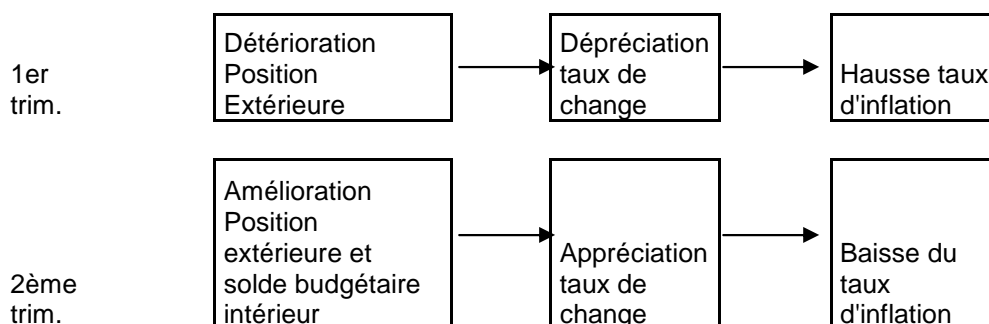 1er
trim.
Détérioration
Position
Extérieure
Dépréciation
taux de
change
Hausse taux
d'inflation
2ème
trim.
Amélioration
Position
extérieure et
solde budgétaire
intérieur
Appréciation
taux de
change
Baisse du
taux
d'inflation